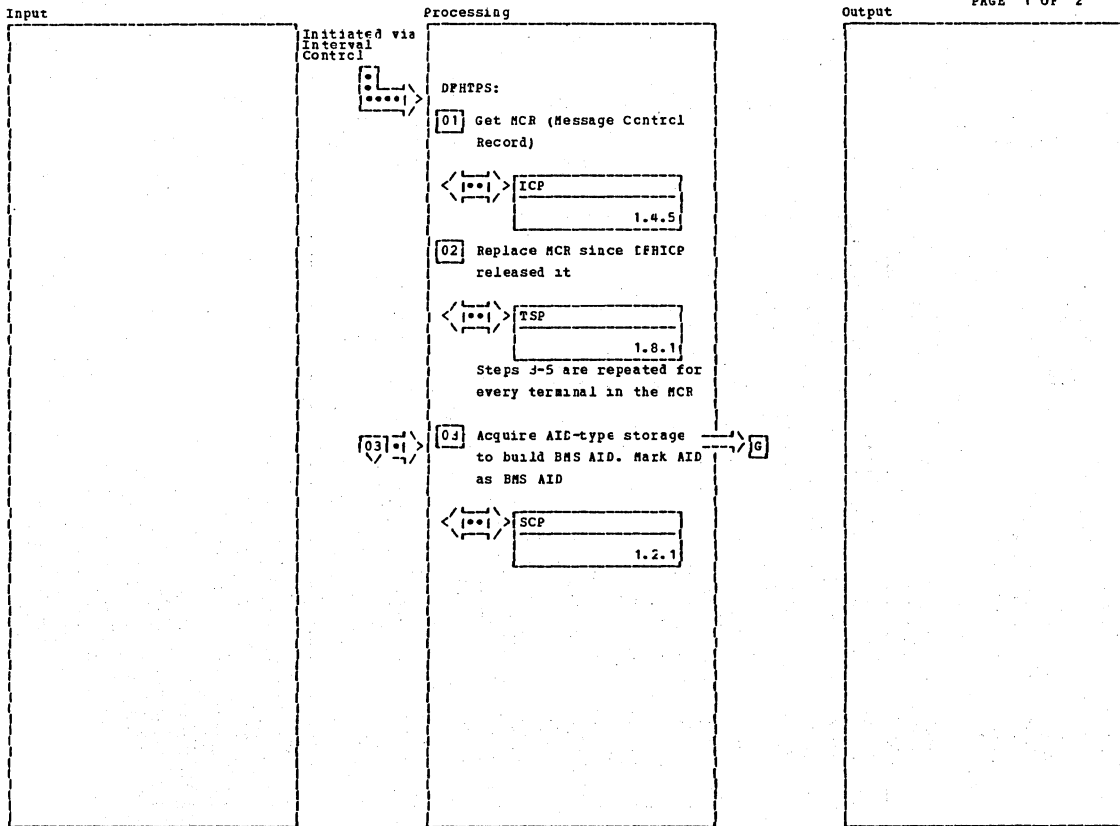 PAGE 1 OF 2
Input
Processing
Output
Initiated via
Interval
Control
DFHTPS:
01 Get MCR (Message Control
Record)
ICP
1.4.5
02 Replace MCR since DFHICP
released it
TSP
1.8.1
Steps 3-5 are repeated for
every terminal in the MCR
03
03 Acquire AID-type storage
to build BMS AID. Mark AID
as BMS AID
G
SCP
1.2.1